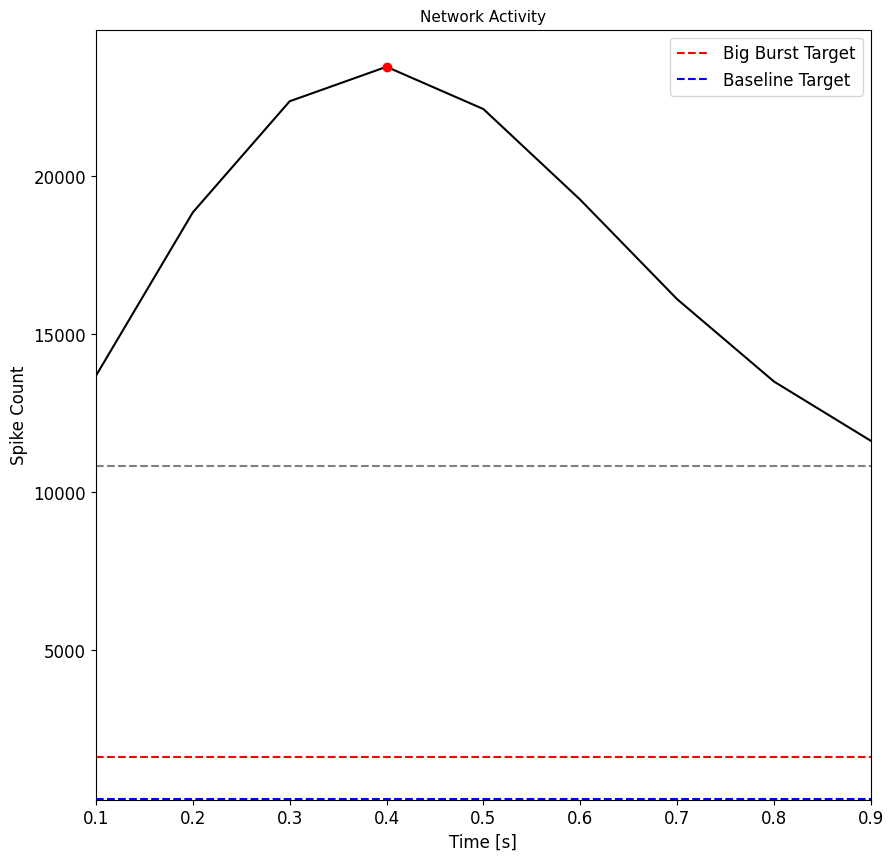 Network Activity
Big Burst Target
Baseline Target
Spike Count
20000
15000
10000
5000
0.1 0.2 0.3 0.4 0.5 0.6 0.7 0.8 0.9
Time [s]